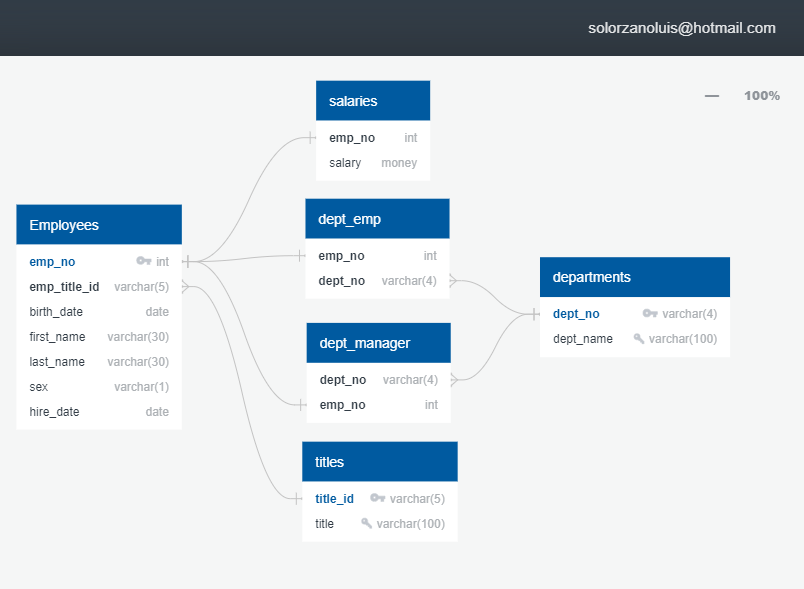 solorzanoluis@hotmail.com
— 100%
salaries
emp_no int
salary money
Employees
emp_no int
emp_title_id varchar(5)
birth_date date
first_name varchar(30)
last_name varchar(30)
sex varchar(1)
hire_date date
dept_emp
emp_no int
dept_no varchar(4)
dept_manager
dept_no varchar(4)
emp_no int
titles
title_id varchar(5)
title varchar(100)
departments
dept_no varchar(4)
dept_name varchar(100)